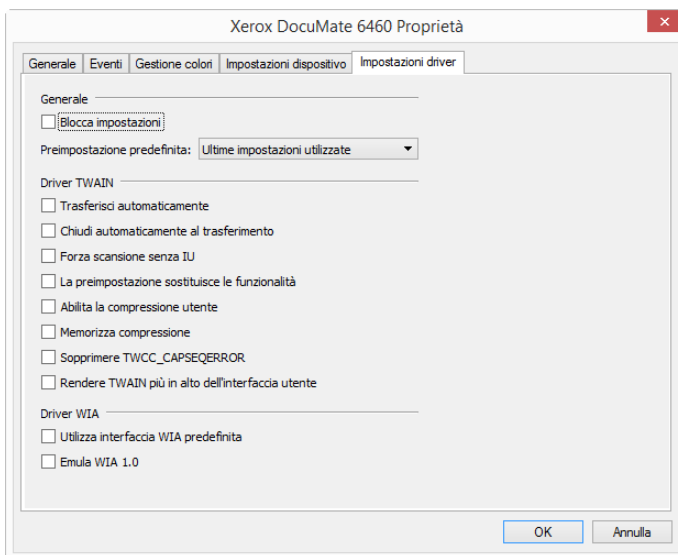 Xerox DocuMate 6460 Proprietà
Generale Eventi Gestione colori Impostazioni dispositivo Impostazioni driver
Generale
Blocca impostazioni
Preimpostazione predefinita: Ultime impostazioni utilizzate
Driver TWAIN
Trasferisci automaticamente
Chiudi automaticamente al trasferimento
Forza scansione senza IU
La preimpostazione sostituisce le funzionalità
Abilita la compressione utente
Memorizza compressione
Sopprimere TWCC_CAPSEQERROR
Rendere TWAIN più in alto dell'interfaccia utente
Driver WIA
Utilizza interfaccia WIA predefinita
Emula WIA 1.0
OK Annulla